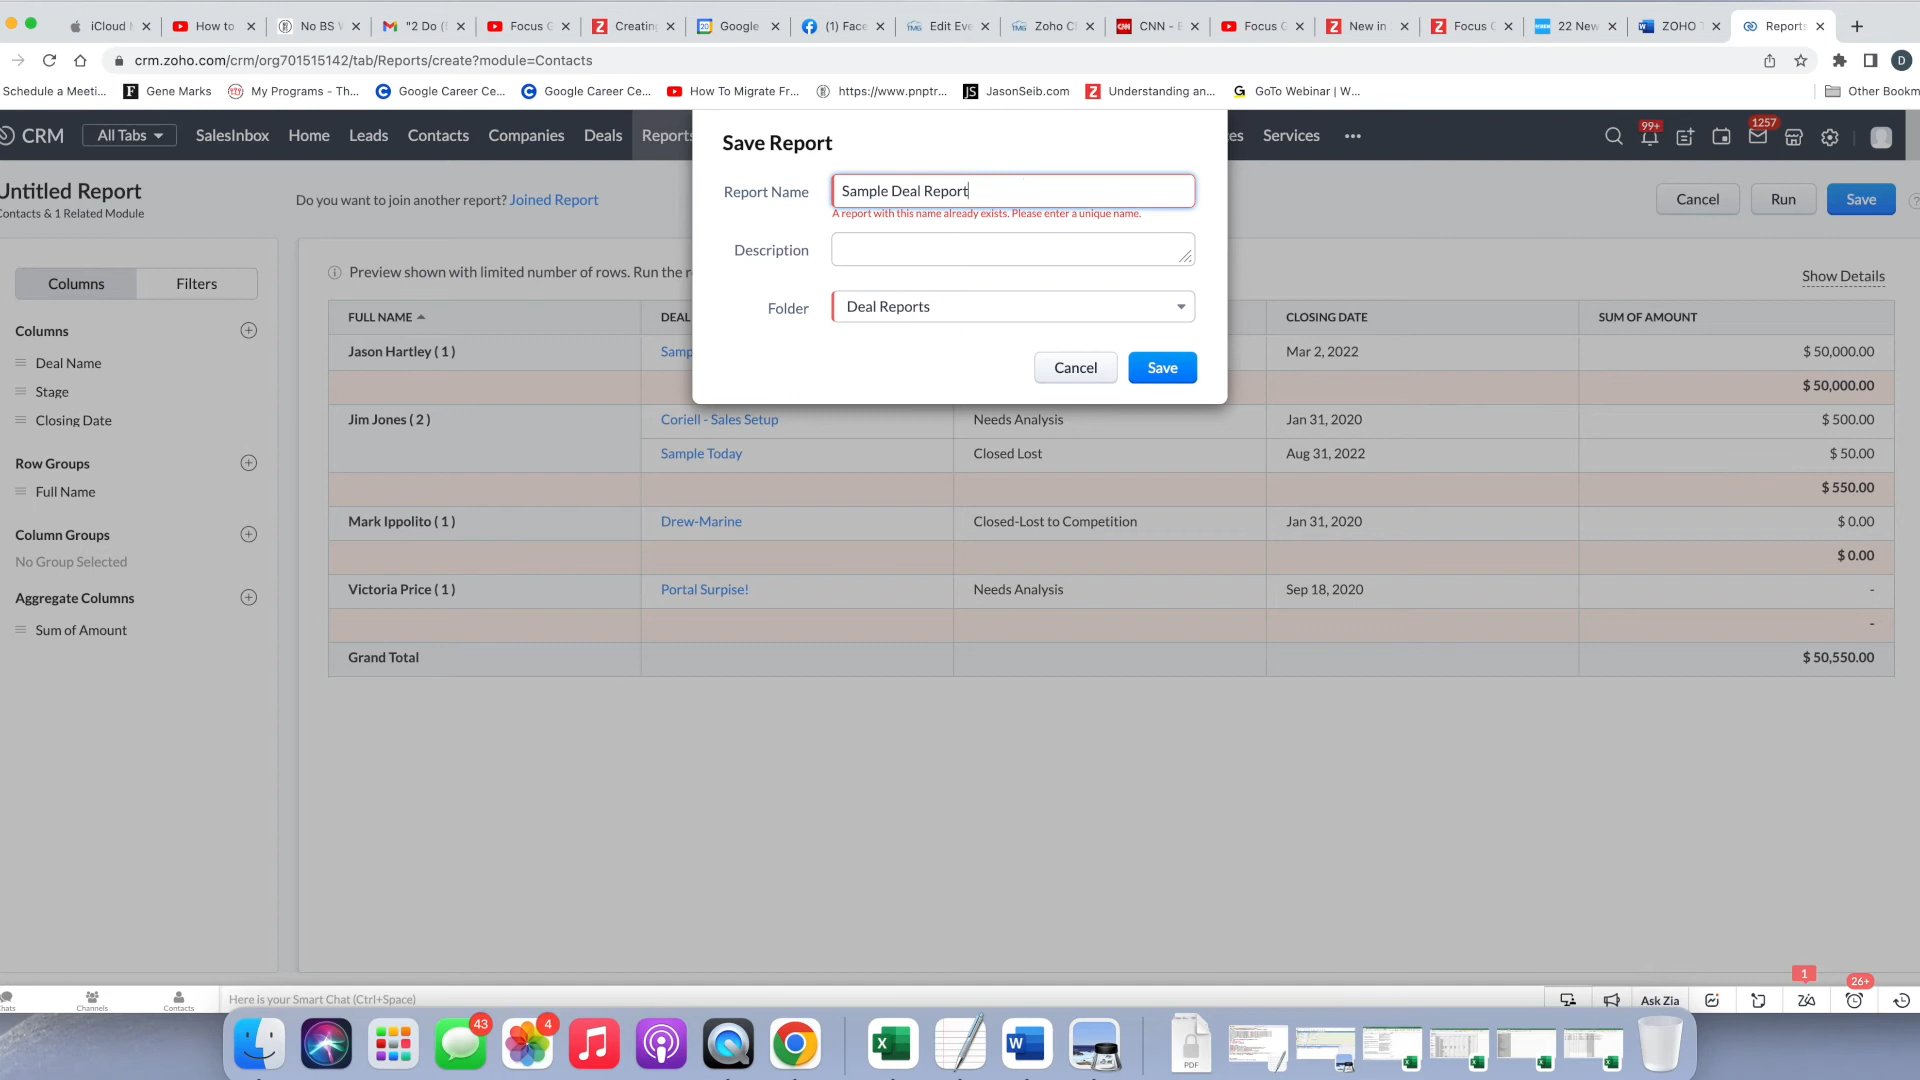 iCloud M
How to
No BS V
"2 Do (
Focus G
Creating
Google
(1) Face
Edit Eve
Zoho C
CNN - B
Focus G
New in
Focus G
22 New
ZOHO T
Reports
crm.zoho.com/crm/org701515142/tab/Reports/create?module=Contacts
D
Schedule a Meeti...
Gene Marks
My Programs - Th...
Google Career Ce...
Google Career Ce...
How To Migrate Fr...
https://www.pnptr...
JasonSeib.com
Understanding an...
GoTo Webinar | W...
Other Bookm
CRM
All Tabs
SalesInbox
Home
Leads
Contacts
Companies
Deals
Reports
es
Services
99+
1257
Untitled Report
Contacts & 1 Related Module
Do you want to join another report? Joined Report
Cancel
Run
Save
Save Report
Report Name
Sample Deal Report
A report with this name already exists. Please enter a unique name.
Description
Folder
Deal Reports
Cancel
Save
Columns
Filters
Columns
Deal Name
Stage
Closing Date
Row Groups
Full Name
Column Groups
No Group Selected
Aggregate Columns
Sum of Amount
Preview shown with limited number of rows. Run the r
Show Details
FULL NAME
DEAL
CLOSING DATE
SUM OF AMOUNT
Jason Hartley ( 1 )
Samp
Mar 2, 2022
$ 50,000.00
$ 50,000.00
Jim Jones ( 2 )
Coriell - Sales Setup
Needs Analysis
Jan 31, 2020
$ 500.00
Sample Today
Closed Lost
Aug 31, 2022
$ 50.00
$ 550.00
Mark Ippolito ( 1 )
Drew-Marine
Closed-Lost to Competition
Jan 31, 2020
$ 0.00
$ 0.00
Victoria Price ( 1 )
Portal Surpise!
Needs Analysis
Sep 18, 2020
-
-
Grand Total
$ 50,550.00
hats
Channels
Contacts
Here is your Smart Chat (Ctrl+Space)
Ask Zia
1
26+
43
4
PDF